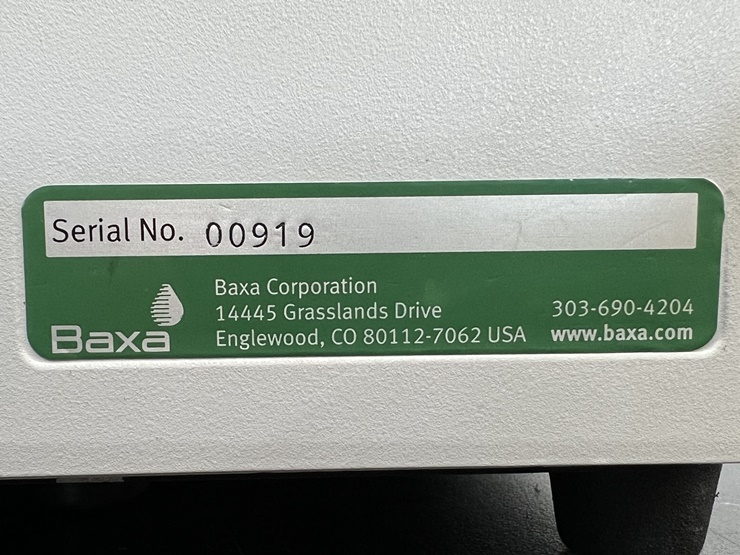 Serial No. 00919
Baxa Corporation
14445 Grasslands Drive
Englewood, CO 80112-7062 USA
303-690-4204
www.baxa.com
Baxa